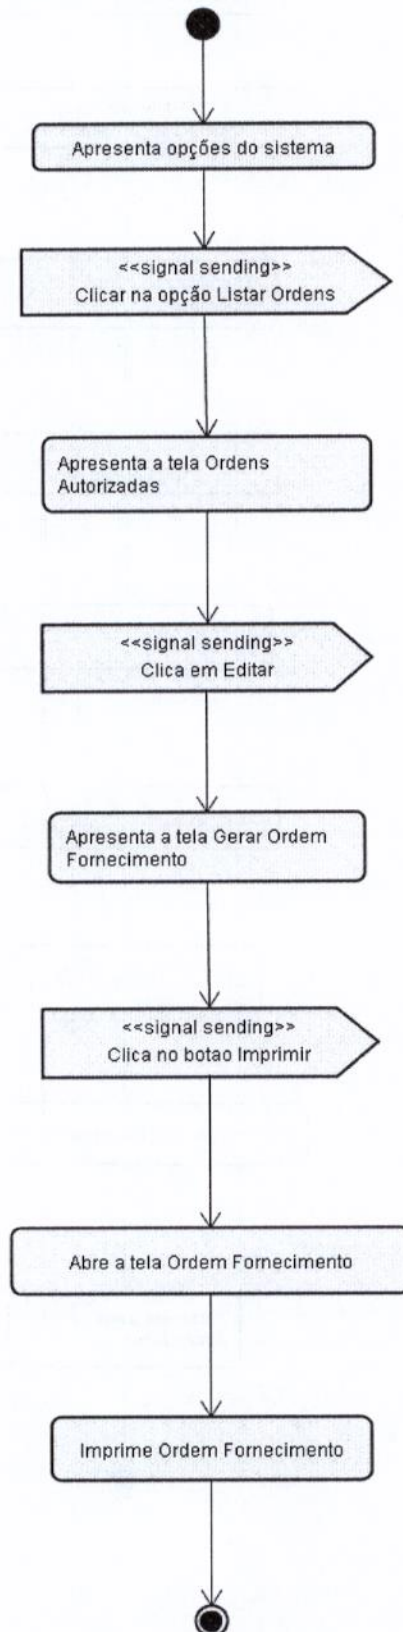 Apresenta opções do sistema
<<signal sending>>
Clicar na opção Listar Ordens
Apresenta a tela Ordens
Autorizadas
<<signal sending>>
Clica em Editar
Apresenta a tela Gerar Ordem
Fornecimento
<<signal sending>>
Clica no botao Imprimir
Abre a tela Ordem Fornecimento
Imprime Ordem Fornecimento